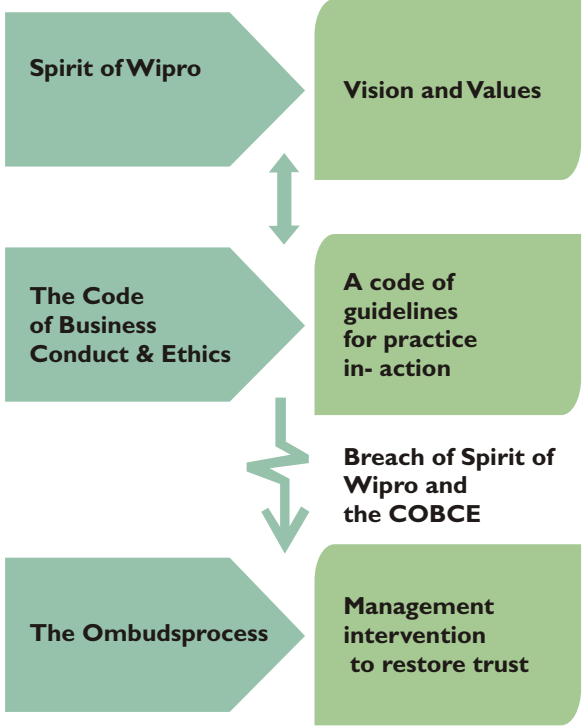 Spirit of Wipro
Vision and Values
The Code
of Business
Conduct & Ethics
A code of
guidelines
for practice
in- action
Breach of Spirit of
Wipro and
the COBCE
The Ombudsprocess
Management
intervention
to restore trust